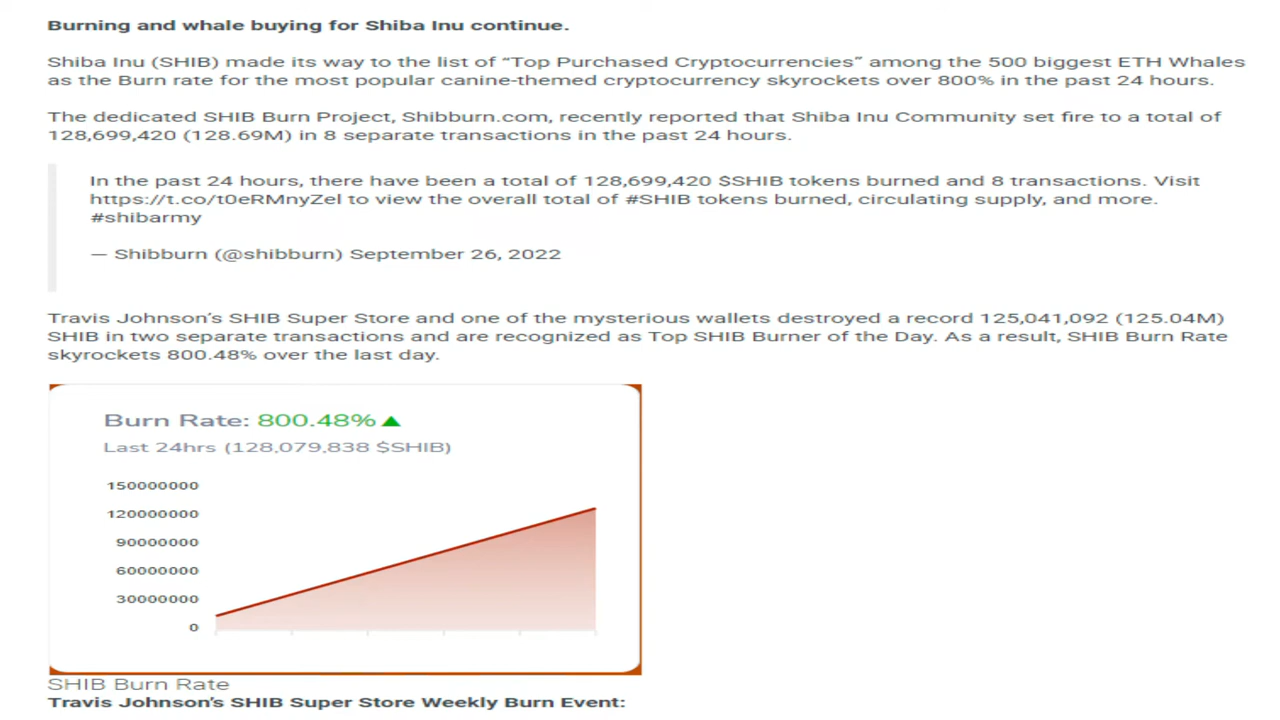 Burning and whale buying for Shiba Inu continue.
Shiba Inu (SHIB) made its way to the list of “Top Purchased Cryptocurrencies” among the 500 biggest ETH Whales
as the Burn rate for the most popular canine-themed cryptocurrency skyrockets over 800% in the past 24 hours.
The dedicated SHIB Burn Project, Shibburn.com, recently reported that Shiba Inu Community set fire to a total of
128,699,420 (128.69M) in 8 separate transactions in the past 24 hours.
In the past 24 hours, there have been a total of 128,699,420 $SHIB tokens burned and 8 transactions. Visit
https://t.co/t0eRMnyZel to view the overall total of #SHIB tokens burned, circulating supply, and more.
#shibarmy
— Shibburn (@shibburn) September 26, 2022
Travis Johnson’s SHIB Super Store and one of the mysterious wallets destroyed a record 125,041,092 (125.04M)
SHIB in two separate transactions and are recognized as Top SHIB Burner of the Day. As a result, SHIB Burn Rate
skyrockets 800.48% over the last day.
Burn Rate: 800.48%
Last 24hrs (128,079,838 $SHIB)
150000000
120000000
90000000
60000000
30000000
0
SHIB Burn Rate
Travis Johnson’s SHIB Super Store Weekly Burn Event: